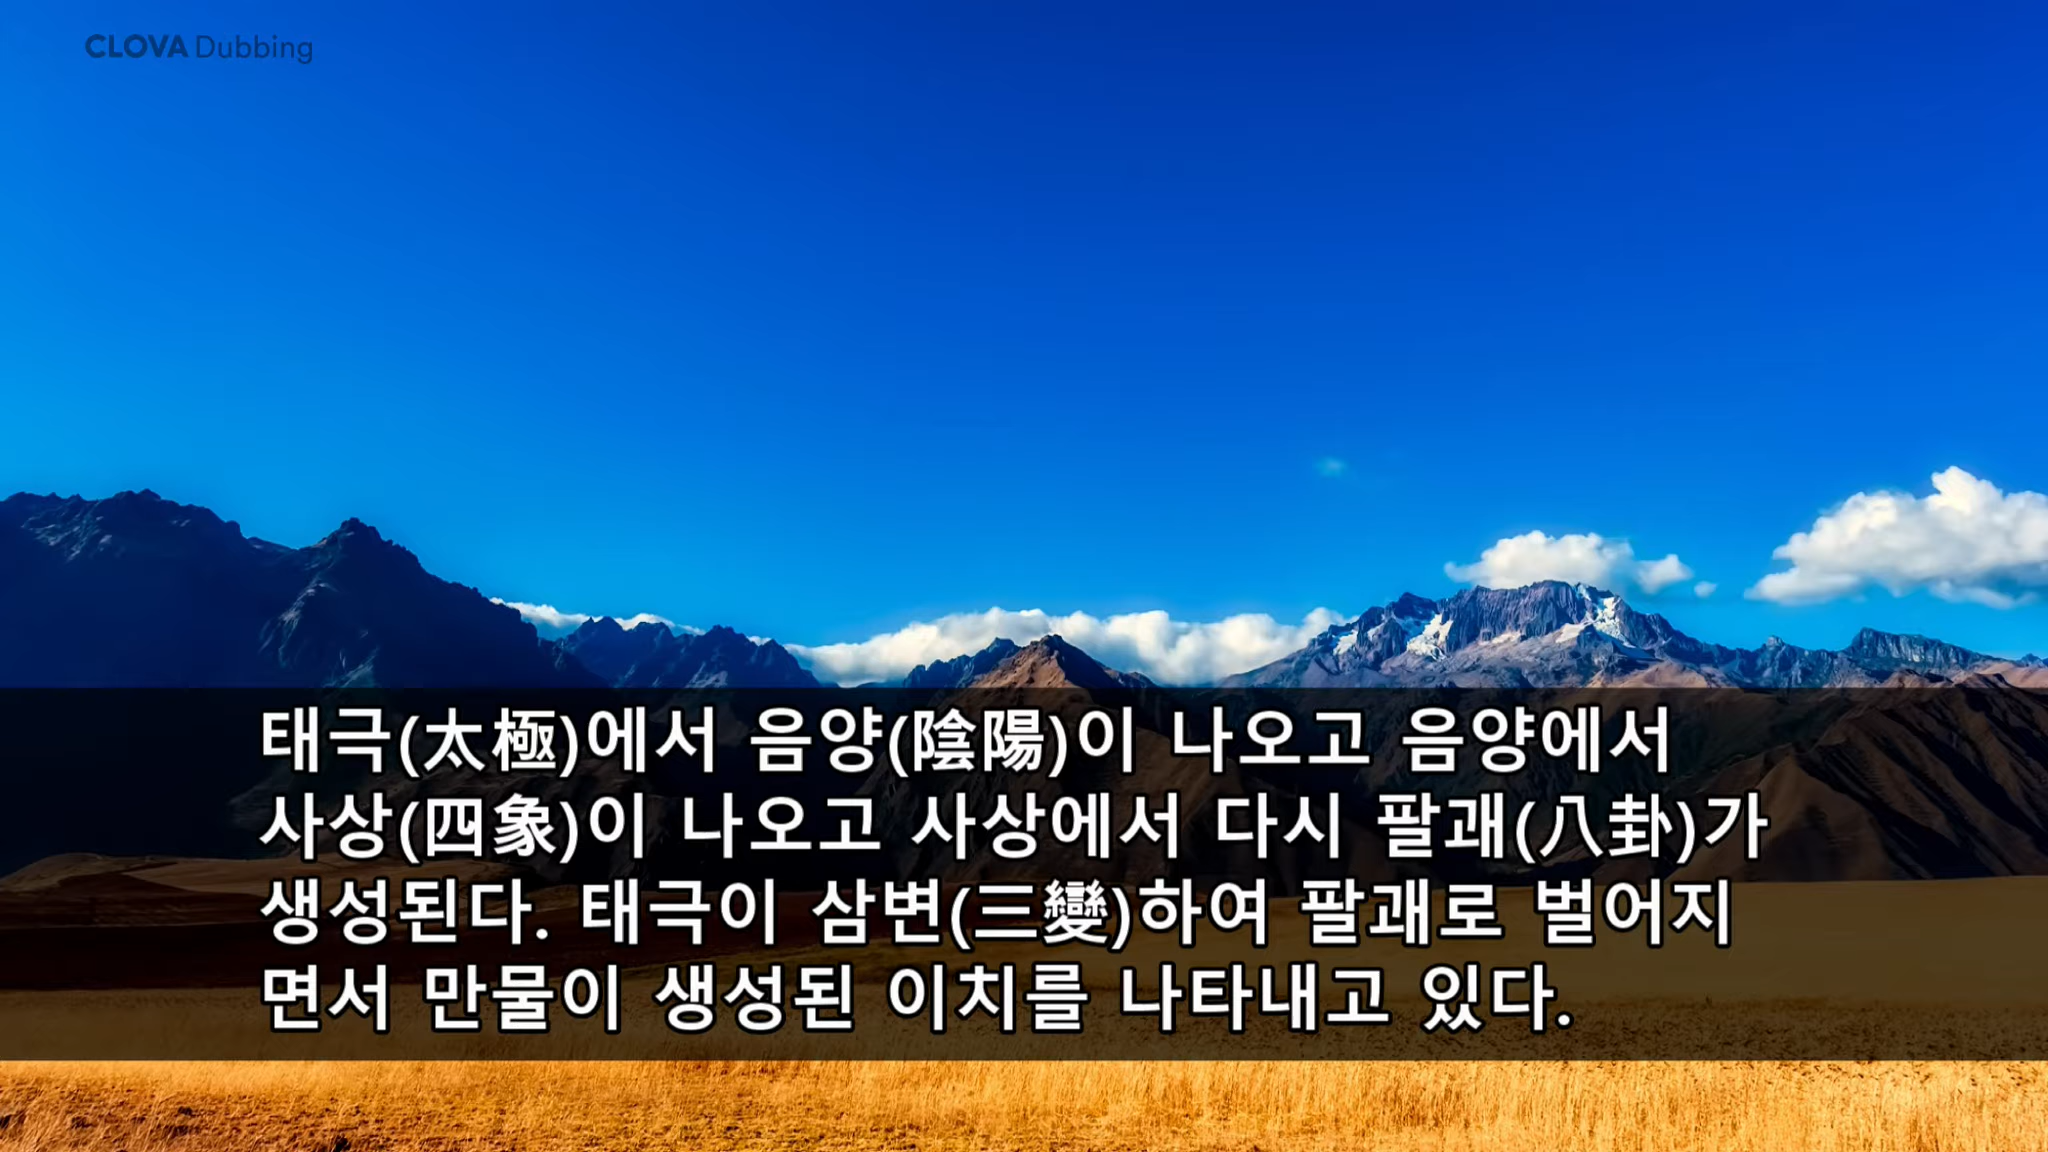 CLOVA Dubbing
태극(太極)에서 음양(陰陽)이 나오고 음양에서
사상(四象)이 나오고 사상에서 다시 팔괘(八卦)가
생성된다. 태극이 삼변(三變)하여 팔괘로 벌어지
면서 만물이 생성된 이치를 나타내고 있다.